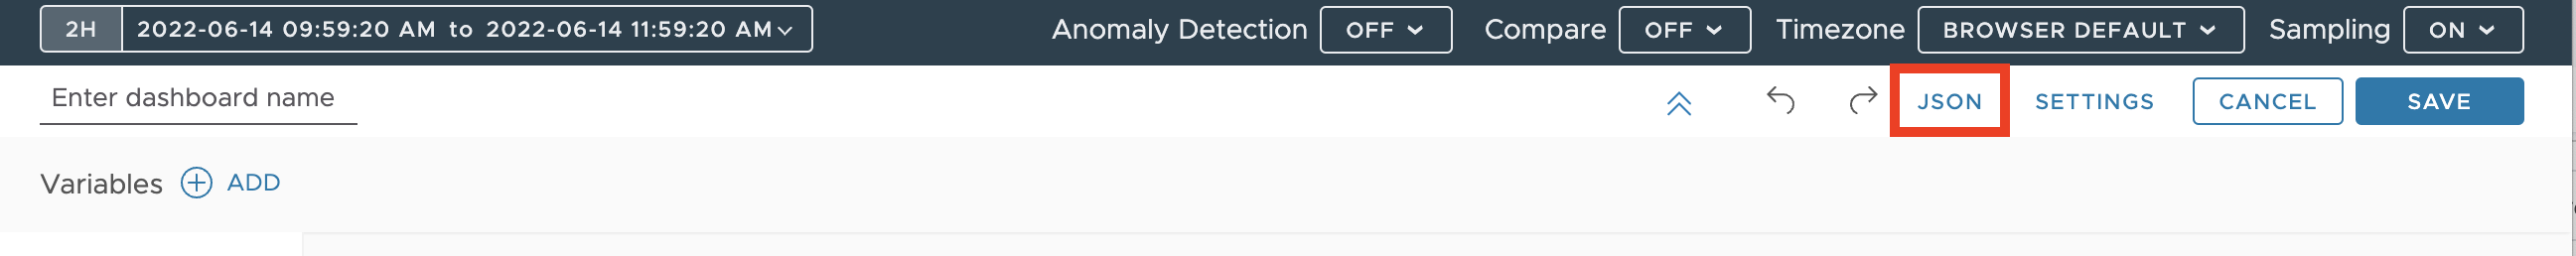 2H 2022-06-14 09:59:20 AM to 2022-06-14 11:59:20 AM Anomaly Detection OFF Compare OFF Timezone BROWSER DEFAULT Sampling ON
Enter dashboard name JSON SETTINGS CANCEL SAVE
Variables ADD